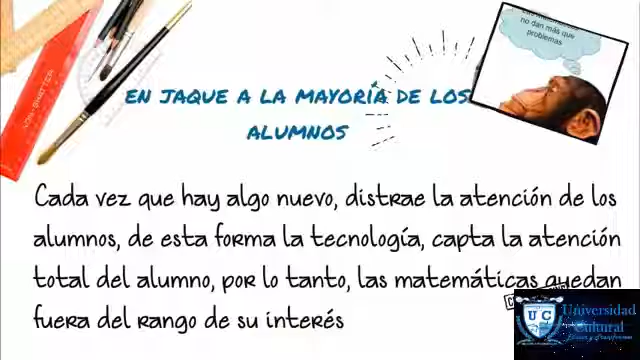 no dan más que
problemas
EN JAQUE A LA MAYORÍA DE LOS
ALUMNOS
Cada vez que hay algo nuevo, distrae la atención de los
alumnos, de esta forma la tecnología, capta la atención
total del alumno, por lo tanto, las matemáticas quedan
fuera del rango de su interés
UC
Universidad
Cultural